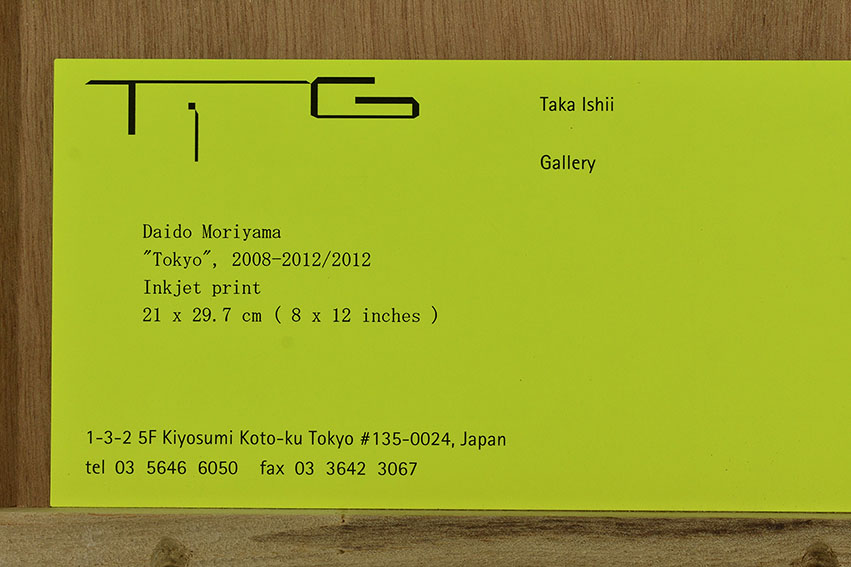 TiG
Taka Ishii
Gallery
Daido Moriyama
"Tokyo", 2008-2012/2012
Inkjet print
21 x 29.7 cm ( 8 x 12 inches )
1-3-2 5F Kiyosumi Koto-ku Tokyo #135-0024, Japan
tel 03 5646 6050 fax 03 3642 3067